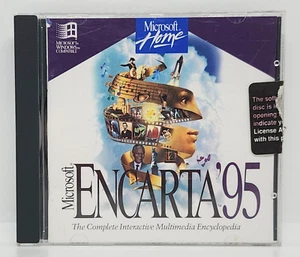 MICROSOFT
WINDOWS
COMPATIBLE
Microsoft
Home
The soft
disc is
opening
indicate y
License A
with this p
Microsoft
ENCARTA'95
The Complete Interactive Multimedia Encyclopedia